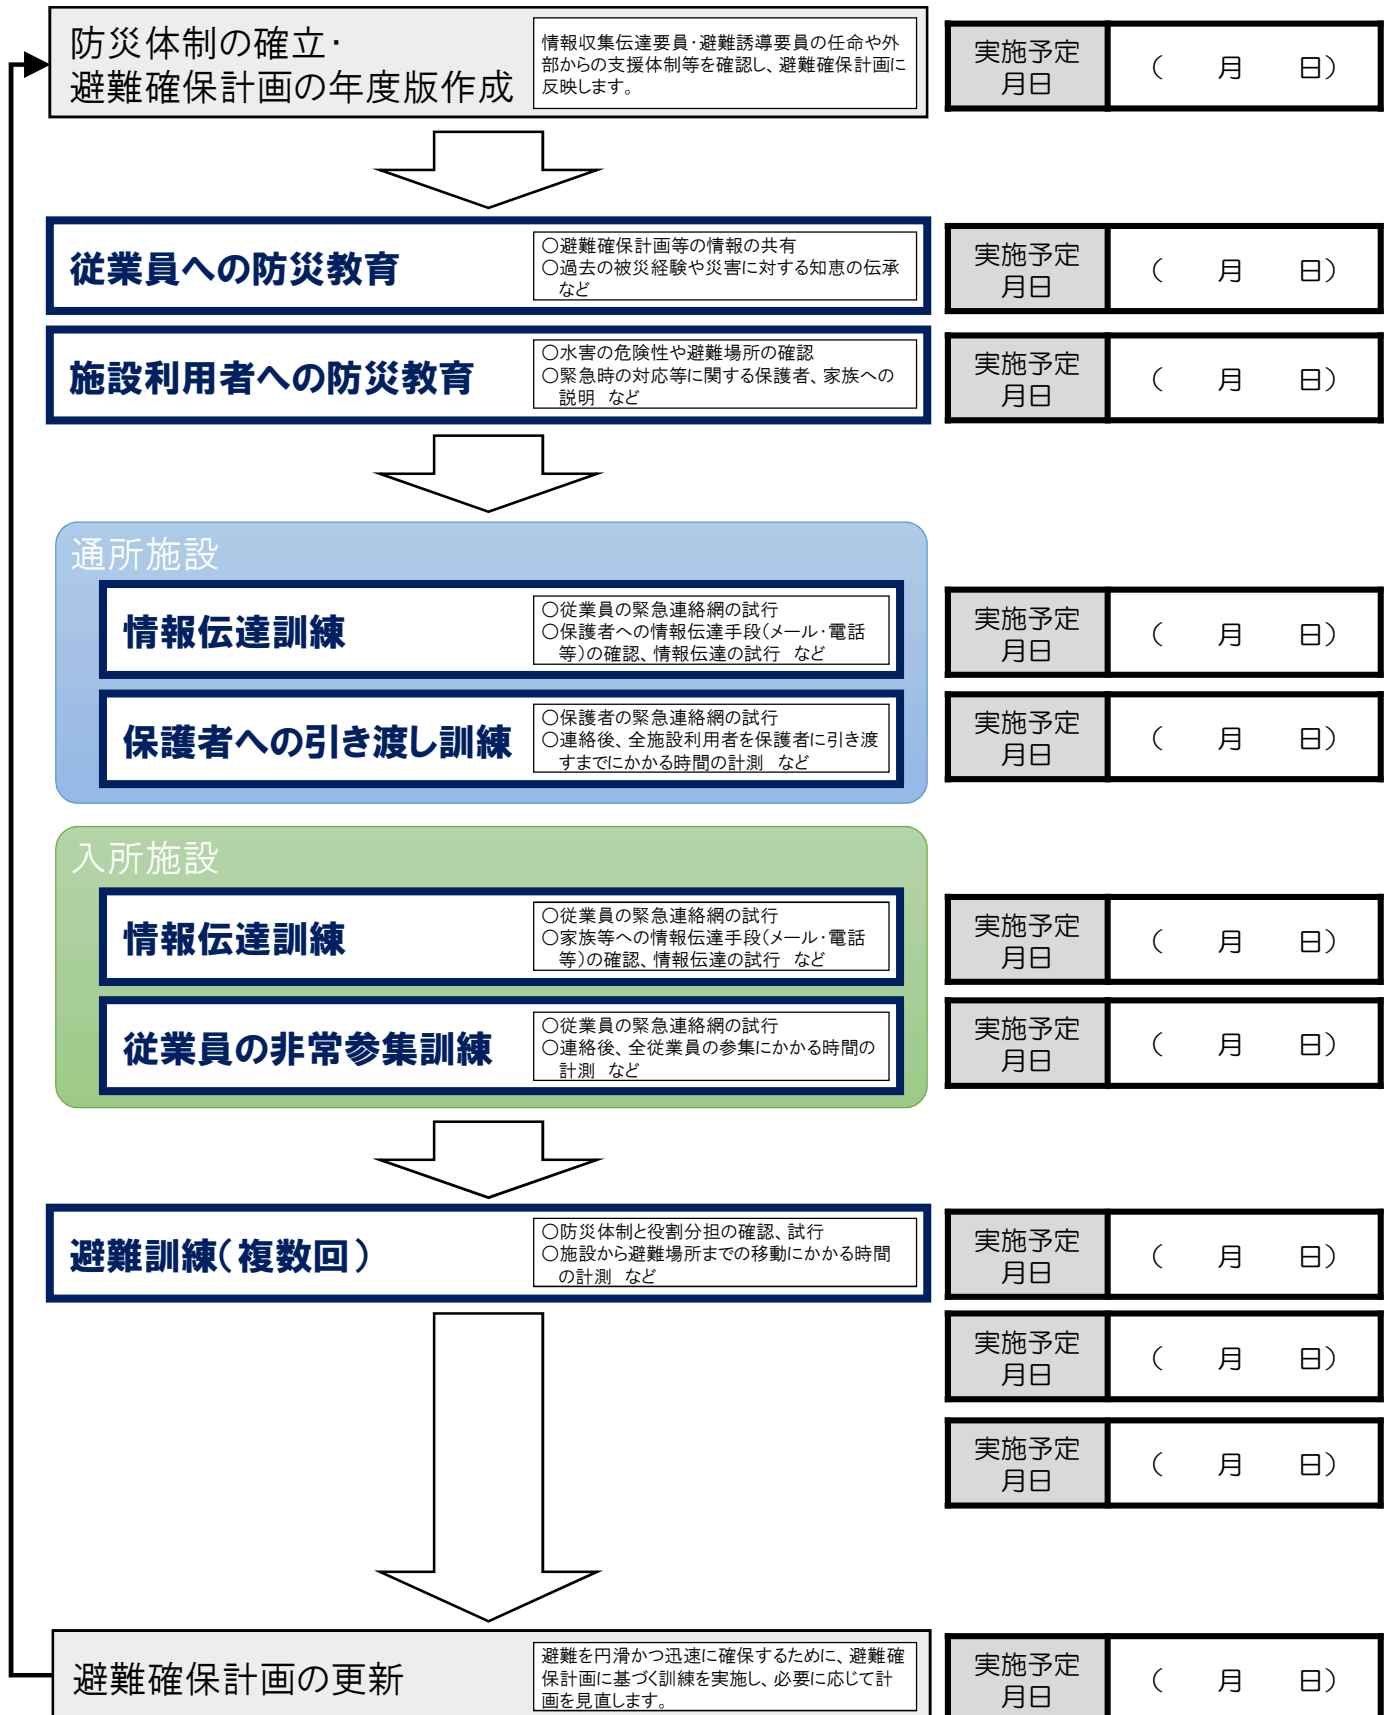 防災体制の確立・
避難確保計画の年度版作成
情報収集伝達要員・避難誘導要員の任命や外
部からの支援体制等を確認し、避難確保計画に
反映します。
実施予定
月日
（　月　日）
従業員への防災教育
○避難確保計画等の情報の共有
○過去の被災経験や災害に対する知恵の伝承
など
実施予定
月日
（　月　日）
施設利用者への防災教育
○水害の危険性や避難場所の確認
○緊急時の対応等に関する保護者、家族への
説明　など
実施予定
月日
（　月　日）
通所施設
情報伝達訓練
○従業員の緊急連絡網の試行
○保護者への情報伝達手段（メール・電話
等）の確認、情報伝達の試行　など
実施予定
月日
（　月　日）
保護者への引き渡し訓練
○保護者の緊急連絡網の試行
○連絡後、全施設利用者を保護者に引き渡
すまでにかかる時間の計測　など
実施予定
月日
（　月　日）
入所施設
情報伝達訓練
○従業員の緊急連絡網の試行
○家族等への情報伝達手段（メール・電話
等）の確認、情報伝達の試行　など
実施予定
月日
（　月　日）
従業員の非常参集訓練
○従業員の緊急連絡網の試行
○連絡後、全従業員の参集にかかる時間の
計測　など
実施予定
月日
（　月　日）
避難訓練（複数回）
○防災体制と役割分担の確認、試行
○施設から避難場所までの移動にかかる時間
の計測　など
実施予定
月日
（　月　日）
実施予定
月日
（　月　日）
実施予定
月日
（　月　日）
避難確保計画の更新
避難を円滑かつ迅速に確保するために、避難確
保計画に基づく訓練を実施し、必要に応じて計
画を見直します。
実施予定
月日
（　月　日）